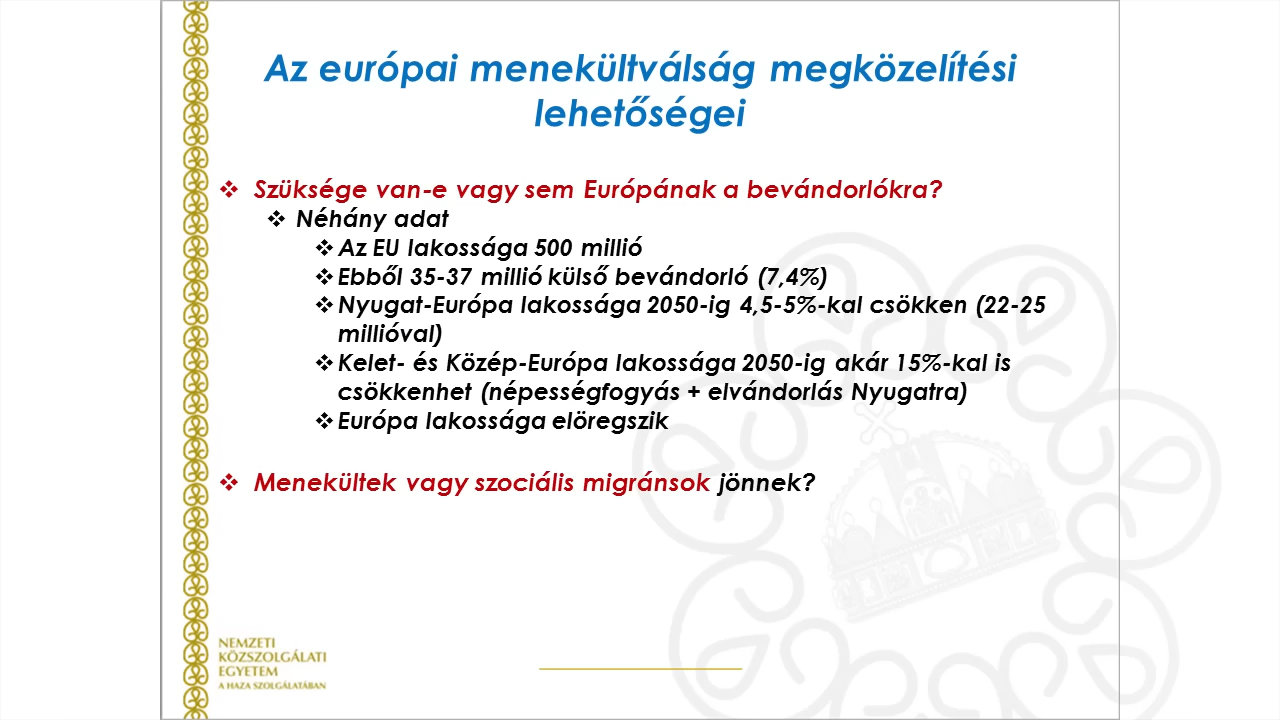 Az európai menekültválság megközelítési
lehetőségei
Szüksége van-e vagy sem Európának a bevándorlókra?
Néhány adat
Az EU lakossága 500 millió
Ebből 35-37 millió külső bevándorló (7,4%)
Nyugat-Európa lakossága 2050-ig 4,5-5%-kal csökken (22-25
millióval)
Kelet- és Közép-Európa lakossága 2050-ig akár 15%-kal is
csökkenhet (népességfogyás + elvándorlás Nyugatra)
Európa lakossága elöregszik
Menekültek vagy szociális migránsok jönnek?
NEMZETI
KÖZSZOLGÁLATI
EGYETEM
A HAZA SZOLGÁLATÁBAN